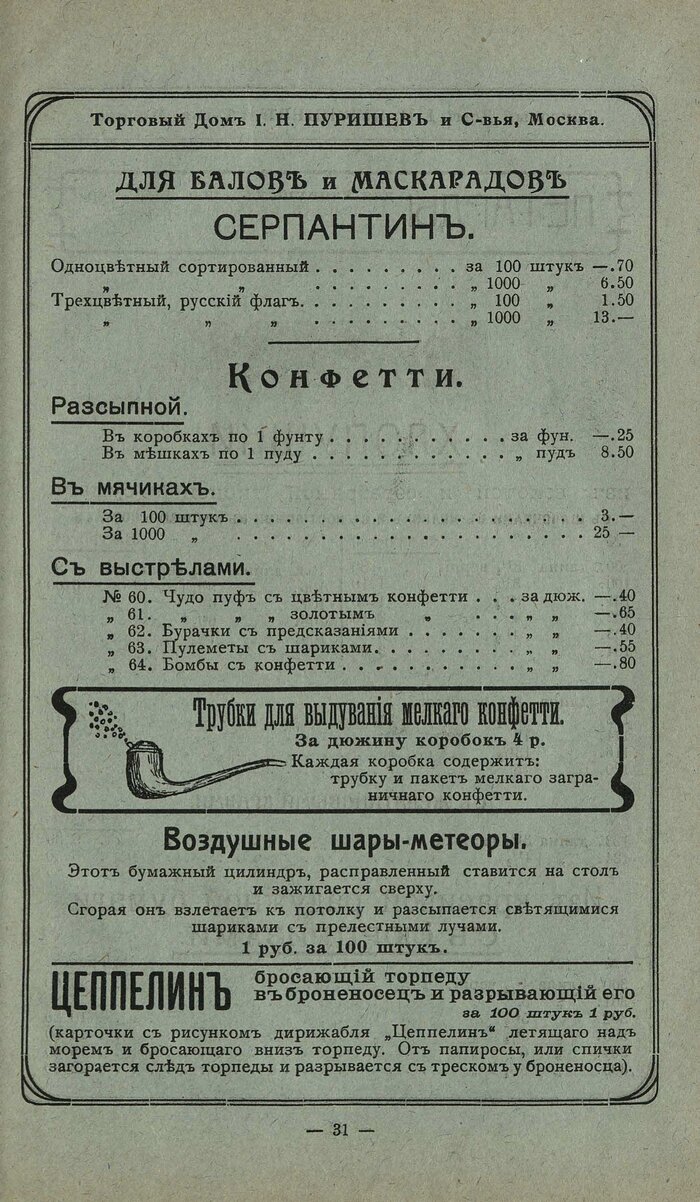 Торговый Домъ І. Н. ПУРИШЕВЪ и С-вья, Москва.
ДЛЯ БАЛОВЪ и МАСКАРАДОВЪ
СЕРПАНТИНЪ.
Одноцвѣтный сортированный . . . . . . . . . за 100 штукъ —.70
„ „ . . . . . . . . . „ 1000 „ 6.50
Трехцвѣтный, русскій флагъ. . . . . . . . . . „ 100 „ 1.50
„ „ „ . . . . . . . . . „ 1000 „ 13.—
Конфетти.
Разсыпной.
Въ коробкахъ по 1 фунту . . . . . . . . . . . за фун. —.25
Въ мѣшкахъ по 1 пуду . . . . . . . . . . . . „ пудъ 8.50
Въ мячикахъ.
За 100 штукъ . . . . . . . . . . . . . . . . . . . . . 3.—
За 1000 „ . . . . . . . . . . . . . . . . . . . . . . . 25 —
Съ выстрѣлами.
№ 60. Чудо пуфъ съ цвѣтнымъ конфетти . . . за дюж. —.40
„ 61. „ „ „ золотымъ „ . . . „ „ —.65
„ 62. Бурачки съ предсказаніями . . . . . . . „ „ —.40
„ 63. Пулеметы съ шариками. . . . . . . . . „ „ —.55
„ 64. Бомбы съ конфетти . . . . . . . . . . „ „ —.80
Трубки для выдуванія мелкаго конфетти.
За дюжину коробокъ 4 р.
Каждая коробка содержитъ:
трубку и пакетъ мелкаго загра-
ничнаго конфетти.
Воздушные шары-метеоры.
Этотъ бумажный цилиндръ, расправленный ставится на столъ
и зажигается сверху.
Сгорая онъ взлетаетъ къ потолку и разсыпается свѣтящимися
шариками съ прелестными лучами.
1 руб. за 100 штукъ.
ЦЕППЕЛИНЪ бросающій торпеду
въ броненосецъ и разрывающій его
за 100 штукъ 1 руб.
(карточки съ рисункомъ дирижабля „Цеппелинъ“ летящаго надъ
моремъ и бросающаго внизъ торпеду. Отъ папиросы, или спички
загорается слѣдъ торпеды и разрывается съ трескомъ у броненосца).
— 31 —